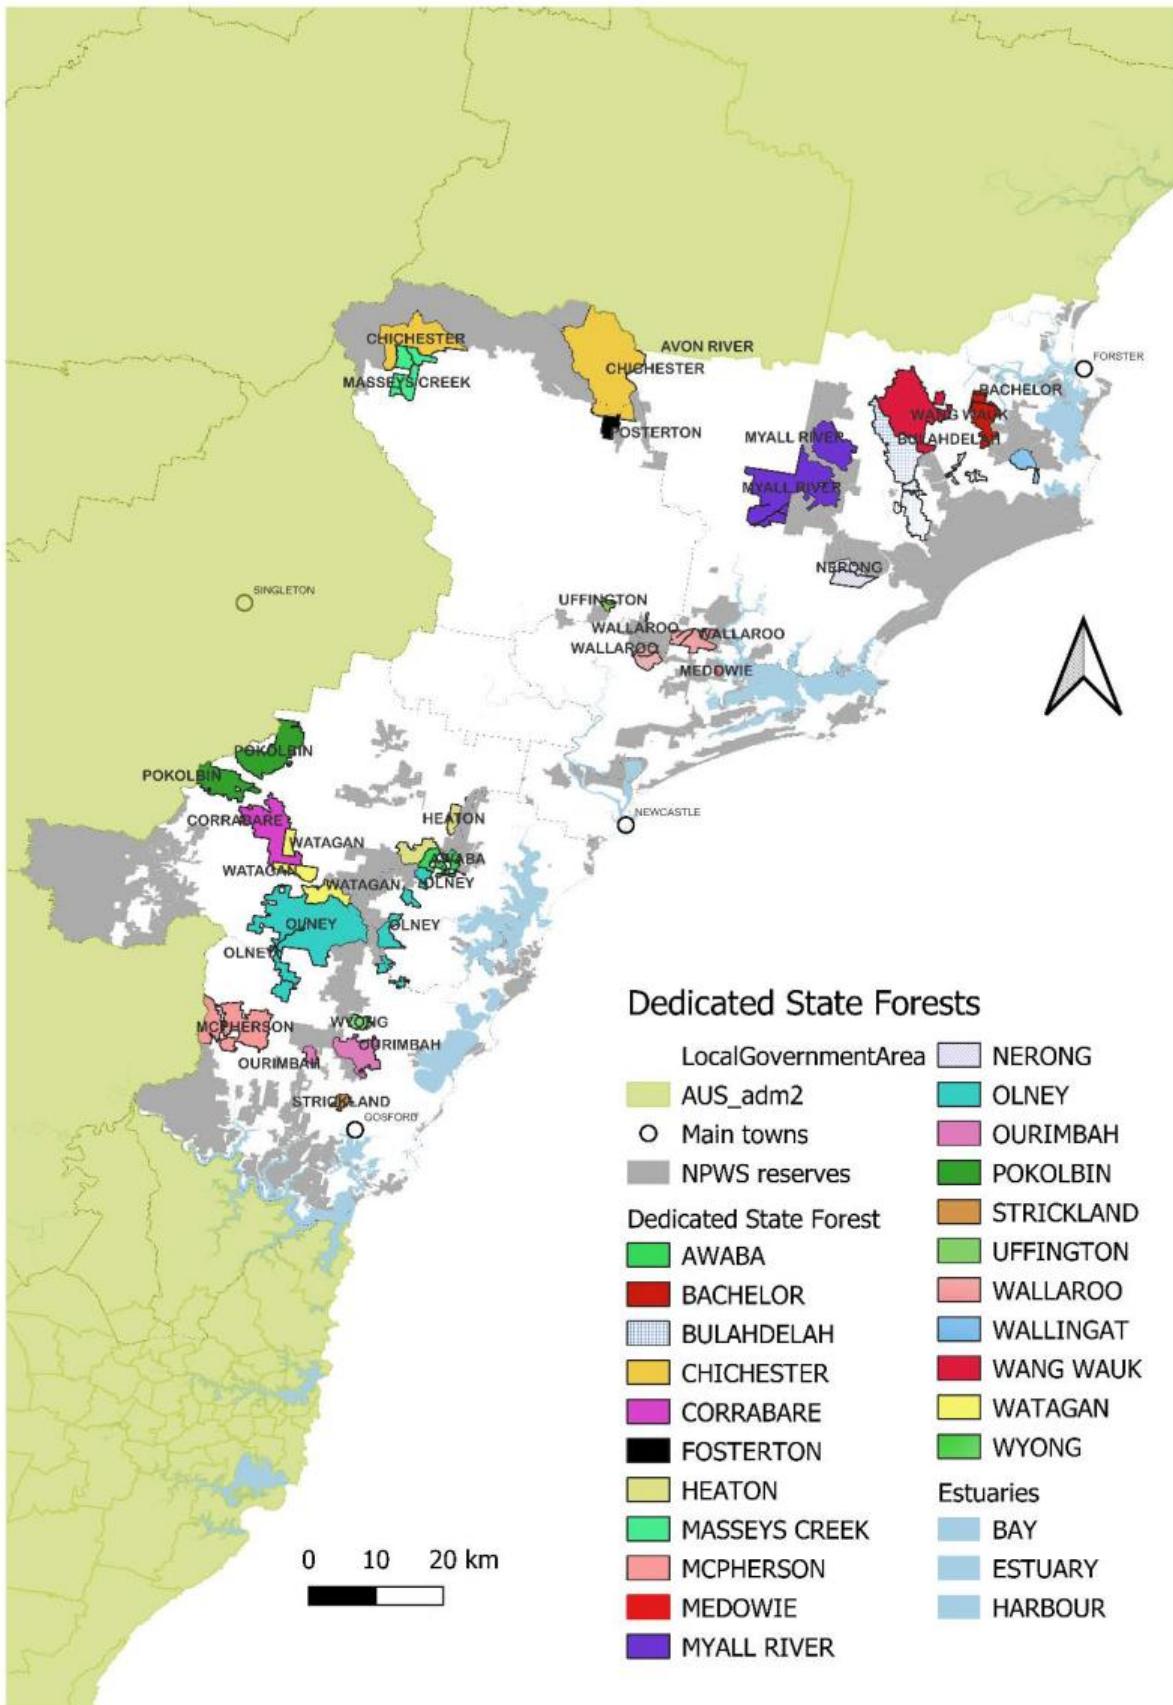 CHICHESTER
AVON RIVER
FORSTER
CHICHESTER
MASSEYS CREEK
BACHELOR
WANG WAUK
FOSTERTON
MYALL RIVER
BULAHDELAH
MYALL RIVER
NERONG
SINGLETON
UFFINGTON
WALLAROO
WALLAROO
WALLAROO
MEDOWIE
POKOLBIN
POKOLBIN
CORRABARE
HEATON
NEWCASTLE
WATAGAN
AWABA
WATAGAN
WATAGAN
OLNEY
OLNEY
OLNEY
OLNEY
MCPHERSON
WYONG
OURIMBAH
OURIMBAH
STRICKLAND
GOSFORD
Dedicated State Forests
LocalGovernmentArea
AUS_adm2
Main towns
NPWS reserves
Dedicated State Forest
AWABA
BACHELOR
BULAHDELAH
CHICHESTER
CORRABARE
FOSTERTON
HEATON
MASSEYS CREEK
MCPHERSON
MEDOWIE
MYALL RIVER
NERONG
OLNEY
OURIMBAH
POKOLBIN
STRICKLAND
UFFINGTON
WALLAROO
WALLINGAT
WANG WAUK
WATAGAN
WYONG
Estuaries
BAY
ESTUARY
HARBOUR
0 10 20 km